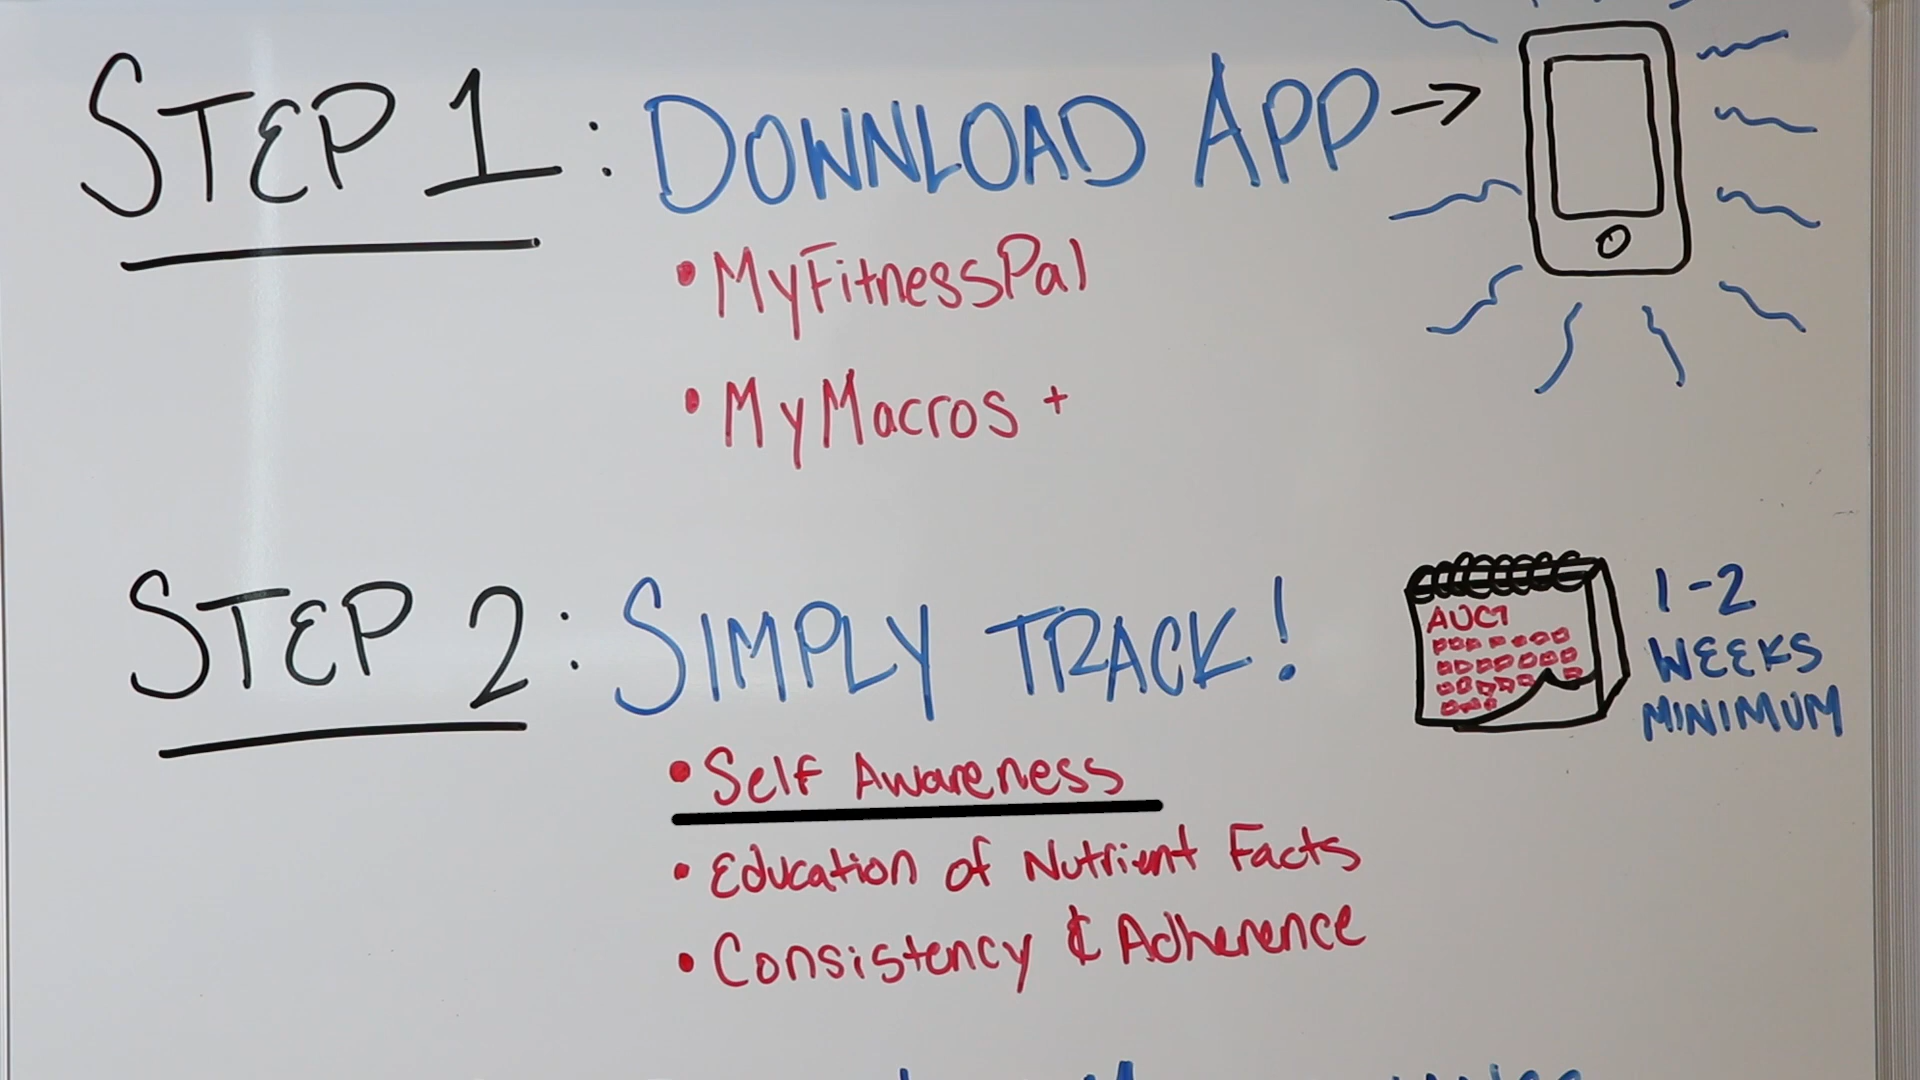 STEP 1: DOWNLOAD APP →
• MyFitnessPal
• MyMacros +
STEP 2: SIMPLY TRACK!
1-2
WEEKS
MINIMUM
• Self Awareness
• Education of Nutrient Facts
• Consistency & Adherence